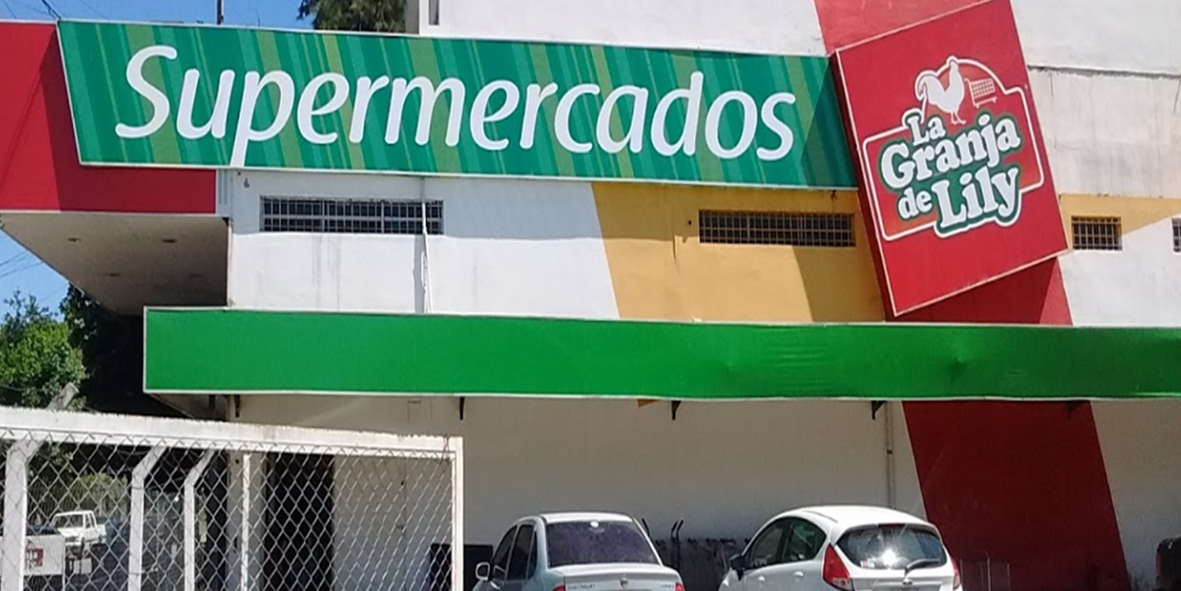 Supermercados
La
Granja
de Lily